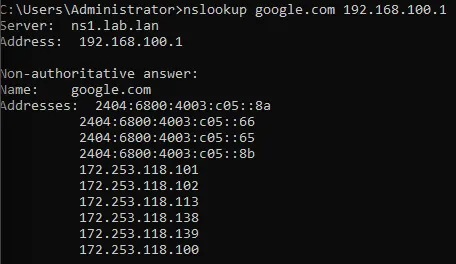 C:\Users\Administrator>nslookup google.com 192.168.100.1
Server:  ns1.lab.lan
Address:  192.168.100.1
Non-authoritative answer:
Name:    google.com
Addresses:  2404:6800:4003:c05::8a
2404:6800:4003:c05::66
2404:6800:4003:c05::65
2404:6800:4003:c05::8b
172.253.118.101
172.253.118.102
172.253.118.113
172.253.118.138
172.253.118.139
172.253.118.100